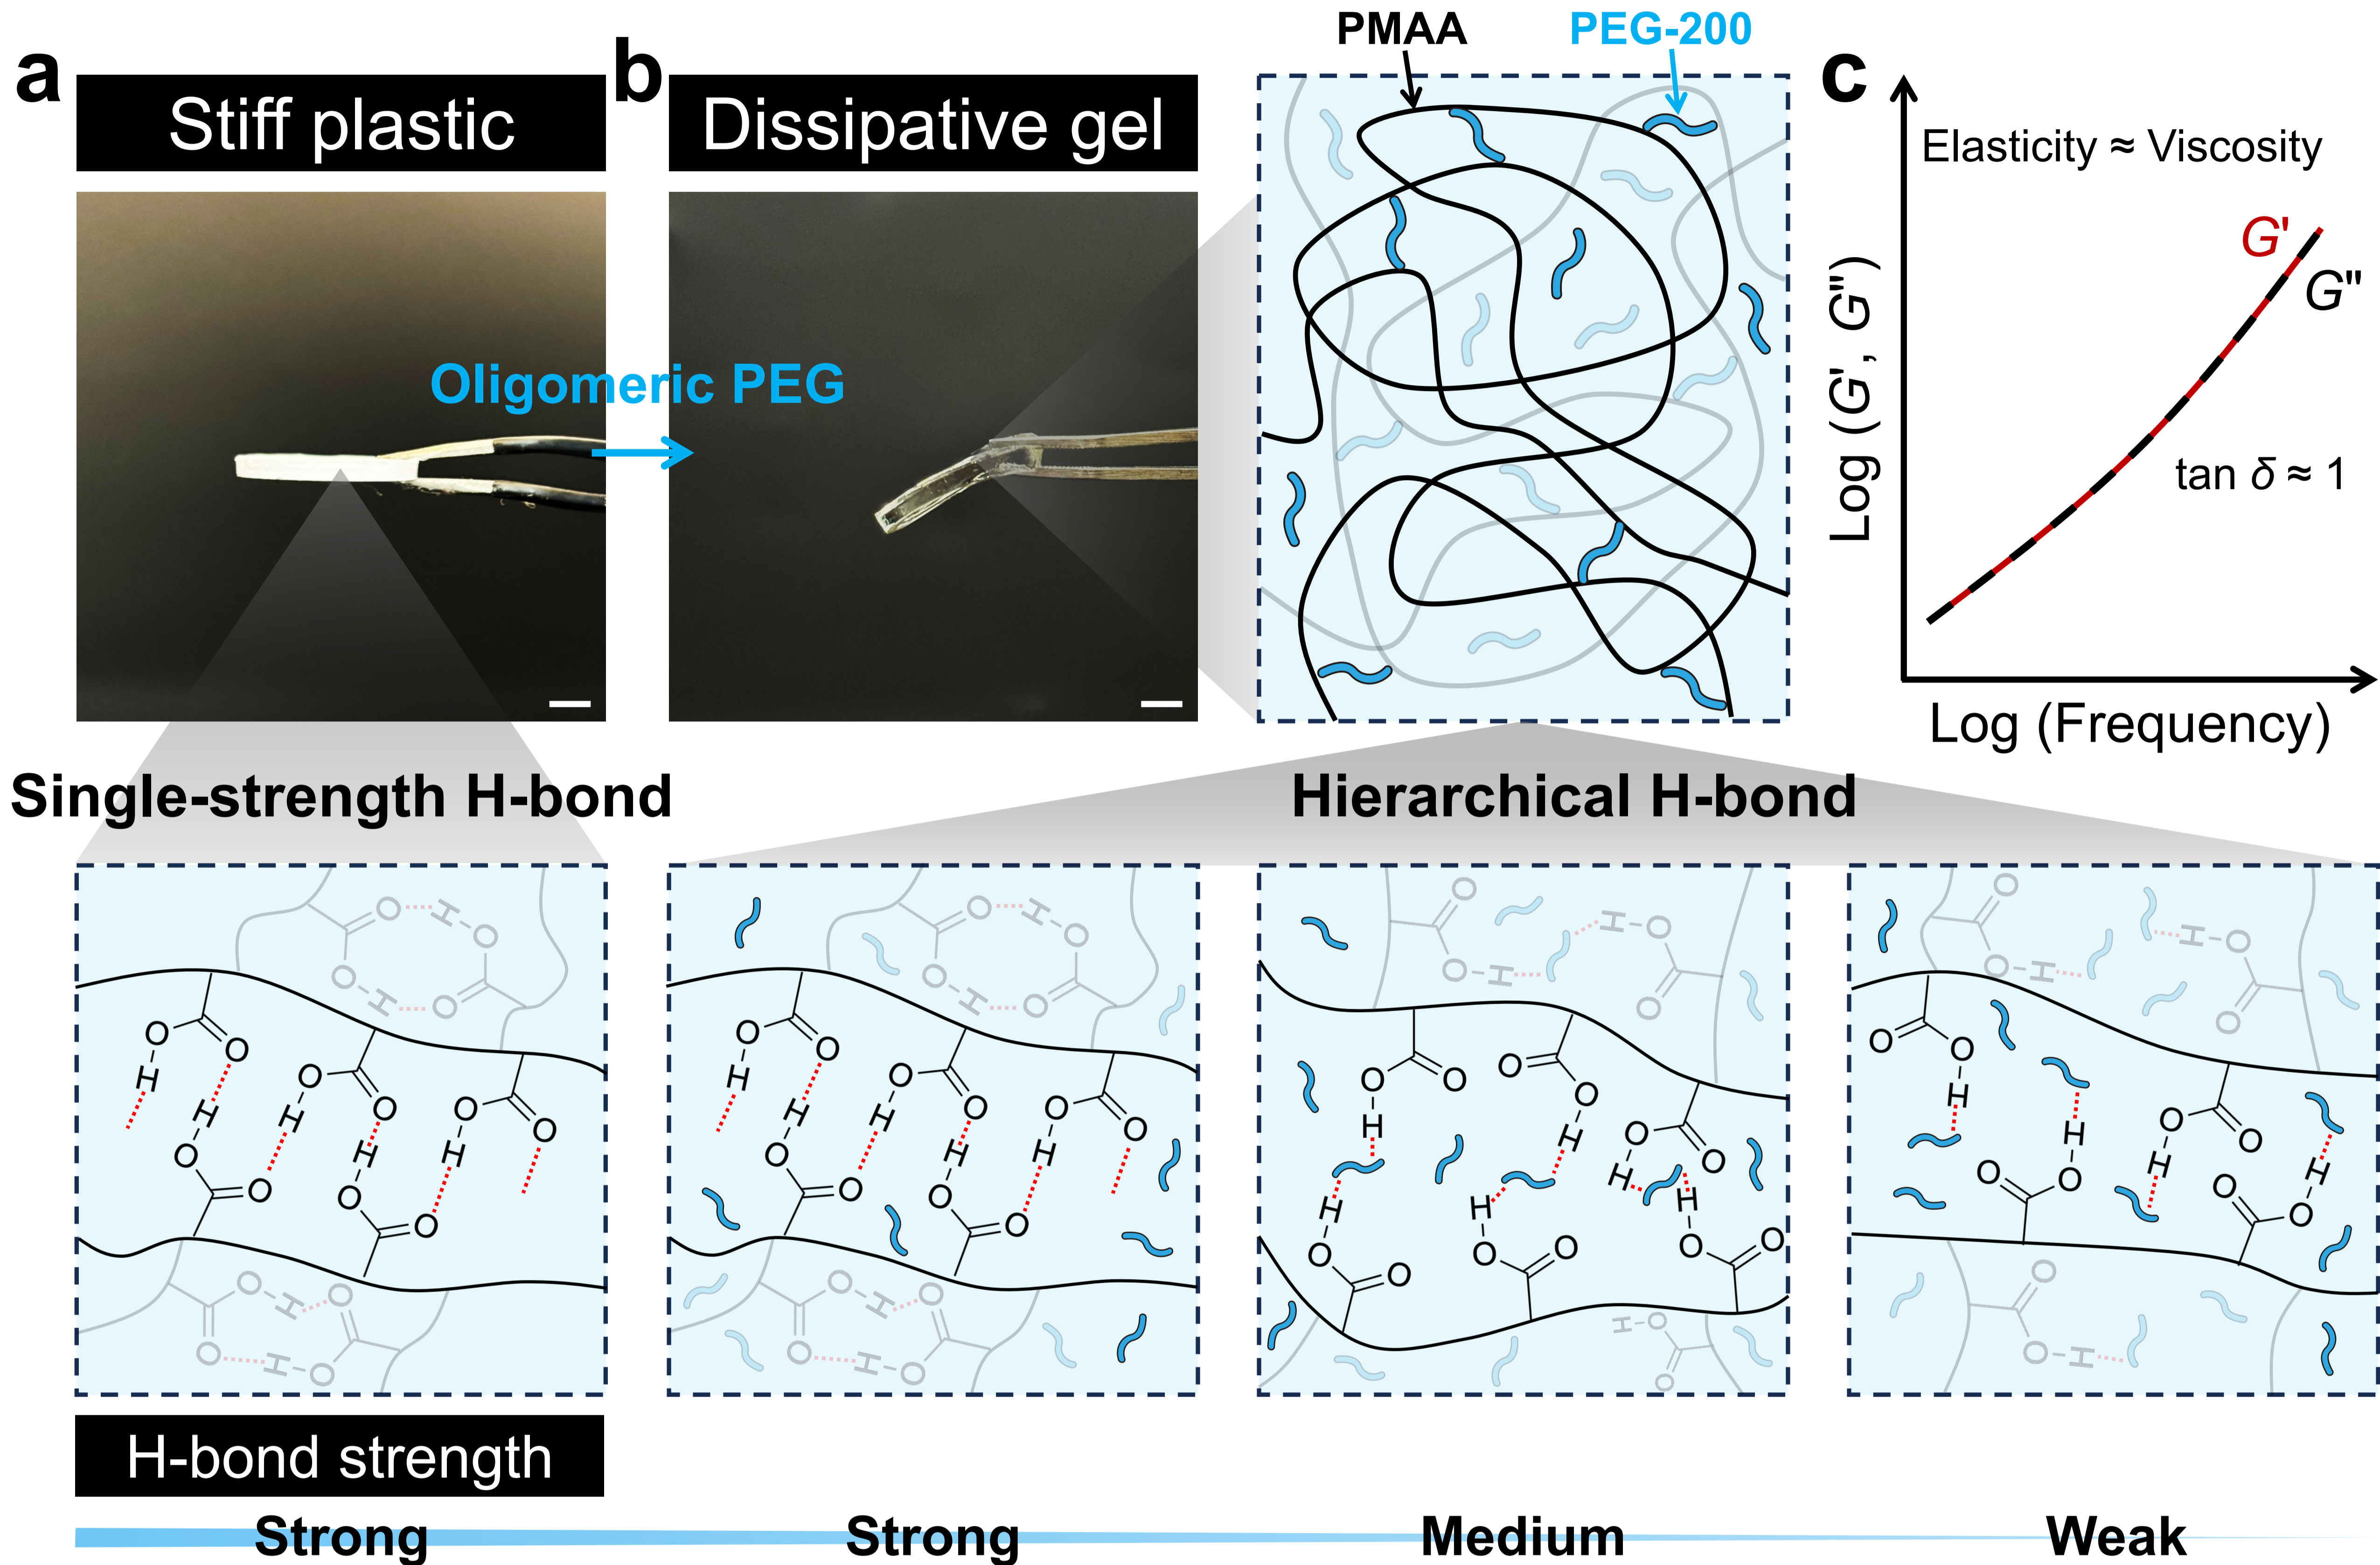 a
Stiff plastic
b
Dissipative gel
PMAA
PEG-200
c
Elasticity ≈ Viscosity
G'
G"
tan δ ≈ 1
Log (G', G")
Log (Frequency)
Oligomeric PEG
Single-strength H-bond
Hierarchical H-bond
H-bond strength
Strong
Strong
Medium
Weak